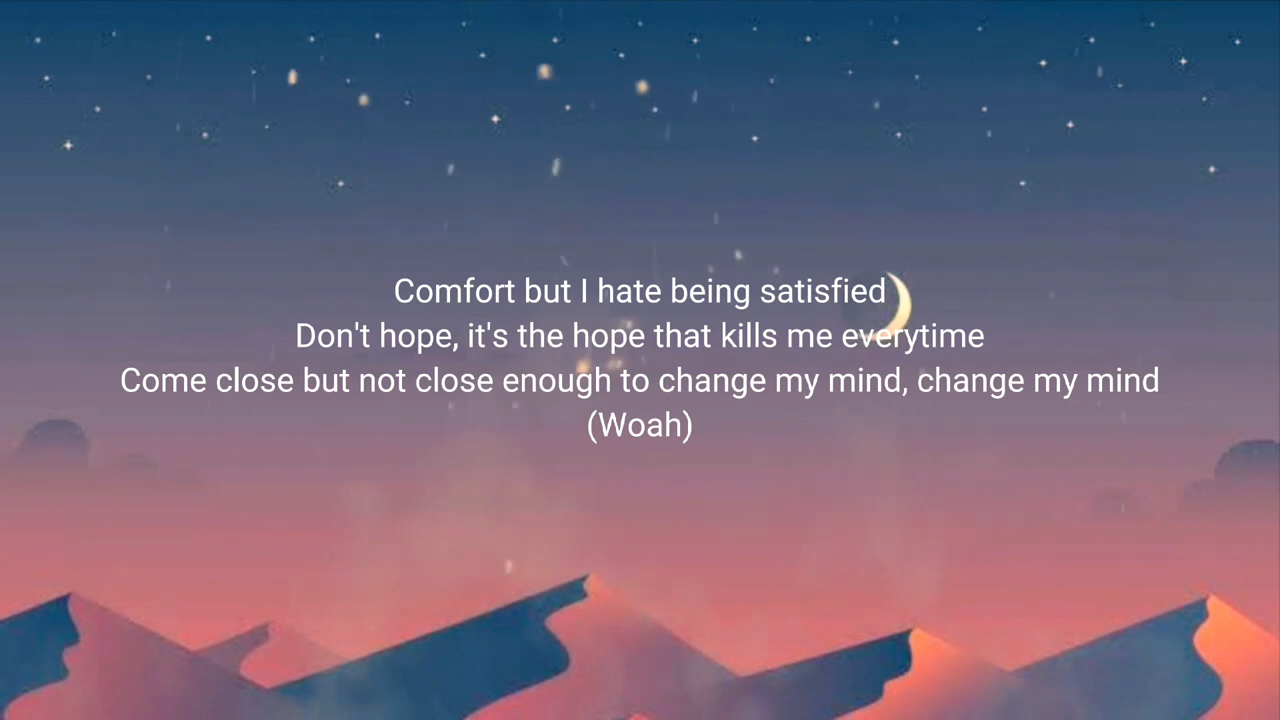 Comfort but I hate being satisfied
Don't hope, it's the hope that kills me everytime
Come close but not close enough to change my mind, change my mind
(Woah)